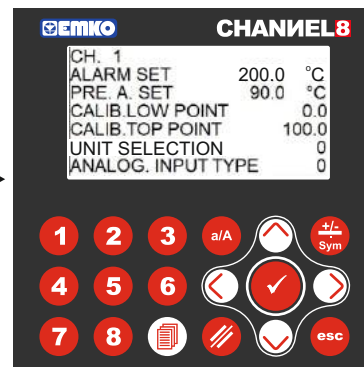 EMKO CHANNEL8
CH. 1
ALARM SET 200.0 °C
PRE. A. SET 90.0 °C
CALIB.LOW POINT 0.0
CALIB.TOP POINT 100.0
UNIT SELECTION 0
ANALOG. INPUT TYPE 0
1 2 3 a/A +/- Sym
4 5 6
7 8 esc